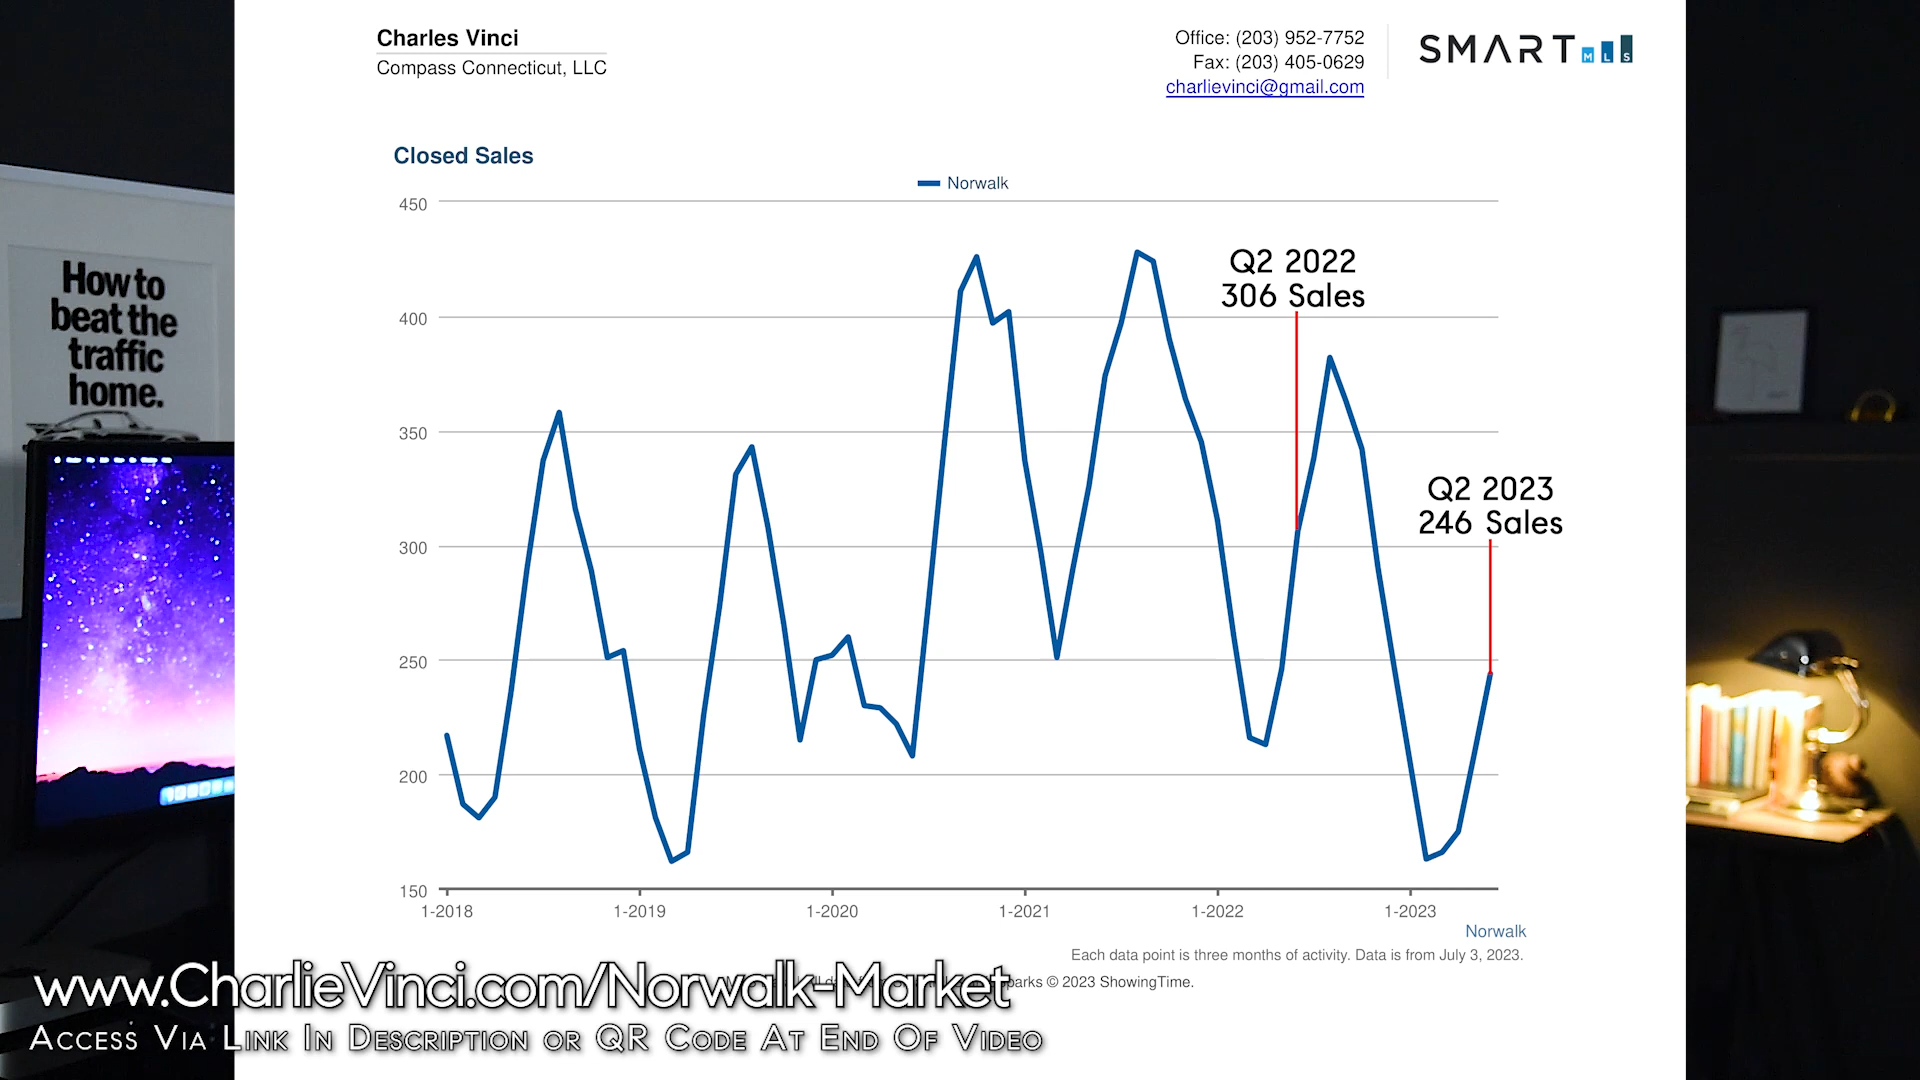 Charles Vinci
Compass Connecticut, LLC
Office: (203) 952-7752
Fax: (203) 405-0629
charlievinci@gmail.com
SMART MLS
Closed Sales
Norwalk
450
400
350
300
250
200
150
Q2 2022
306 Sales
Q2 2023
246 Sales
1-2018
1-2019
1-2020
1-2021
1-2022
1-2023
Norwalk
Each data point is three months of activity. Data is from July 3, 2023.
© 2023 ShowingTime.
How to
beat the
traffic
home.
www.CharlieVinci.com/Norwalk-Market
Access Via Link In Description or QR Code At End Of Video